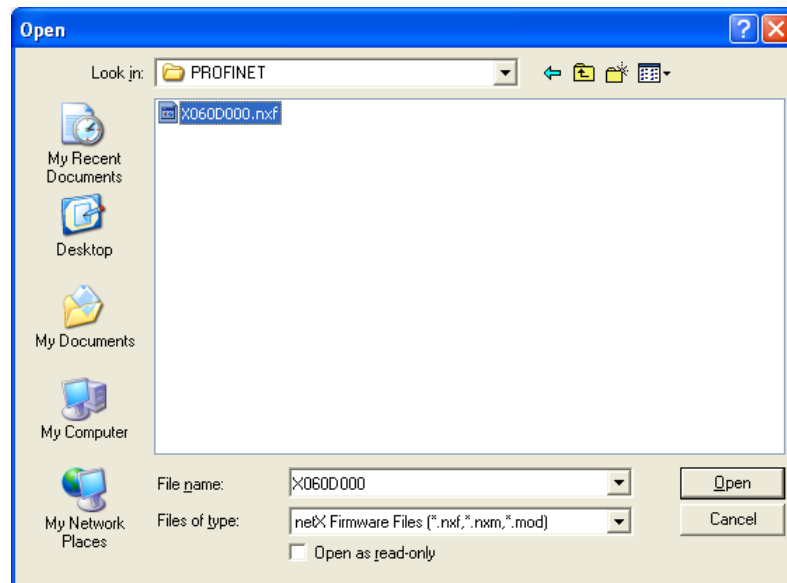 Open
Look in: PROFINET
X060D000.nxf
My Recent
Documents
Desktop
My Documents
My Computer
My Network
Places
File name: X060D000 Open
Files of type: netX Firmware Files (*.nxf,*.nxm,*.mod) Cancel
Open as read-only